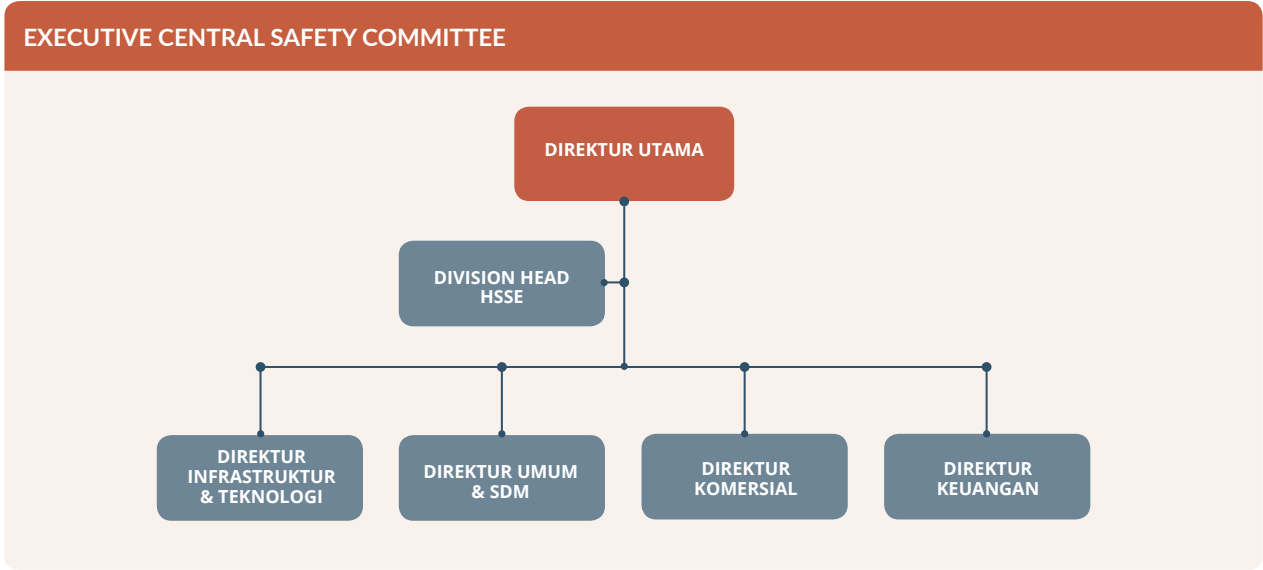 EXECUTIVE CENTRAL SAFETY COMMITTEE
DIREKTUR UTAMA
DIVISION HEAD
HSSE
DIREKTUR
INFRASTRUKTUR
& TEKNOLOGI
DIREKTUR UMUM
& SDM
DIREKTUR
KOMERSIAL
DIREKTUR
KEUANGAN